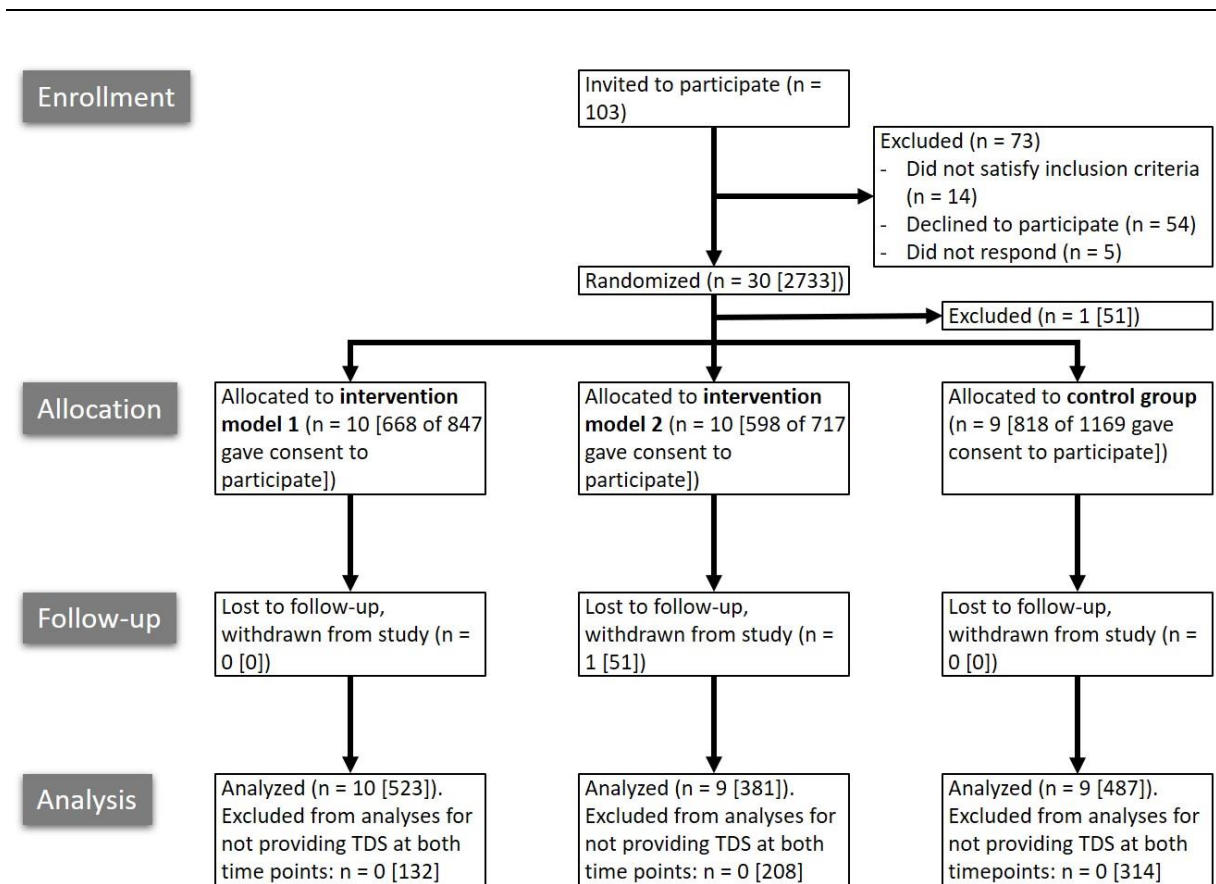 Enrollment
Invited to participate (n =
103)
Excluded (n = 73)
- Did not satisfy inclusion criteria
(n = 14)
- Declined to participate (n = 54)
- Did not respond (n = 5)
Randomized (n = 30 [2733])
Excluded (n = 1 [51])
Allocation
Allocated to intervention
model 1 (n = 10 [668 of 847
gave consent to
participate])
Allocated to intervention
model 2 (n = 10 [598 of 717
gave consent to
participate])
Allocated to control group
(n = 9 [818 of 1169 gave
consent to participate])
Follow-up
Lost to follow-up,
withdrawn from study (n =
0 [0])
Lost to follow-up,
withdrawn from study (n =
1 [51])
Lost to follow-up,
withdrawn from study (n =
0 [0])
Analysis
Analyzed (n = 10 [523]).
Excluded from analyses for
not providing TDS at both
time points: n = 0 [132]
Analyzed (n = 9 [381]).
Excluded from analyses for
not providing TDS at both
time points: n = 0 [208]
Analyzed (n = 9 [487]).
Excluded from analyses for
not providing TDS at both
timepoints: n = 0 [314]